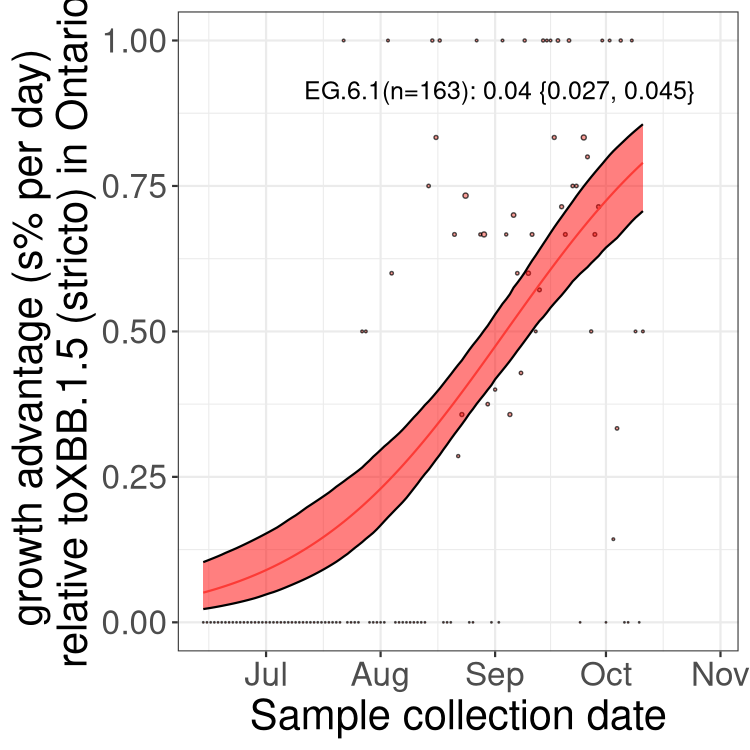 growth advantage (s% per day)
relative toXBB.1.5 (stricto) in Ontario
1.00
0.75
0.50
0.25
0.00
EG.6.1(n=163): 0.04 {0.027, 0.045}
Jul Aug Sep Oct Nov
Sample collection date